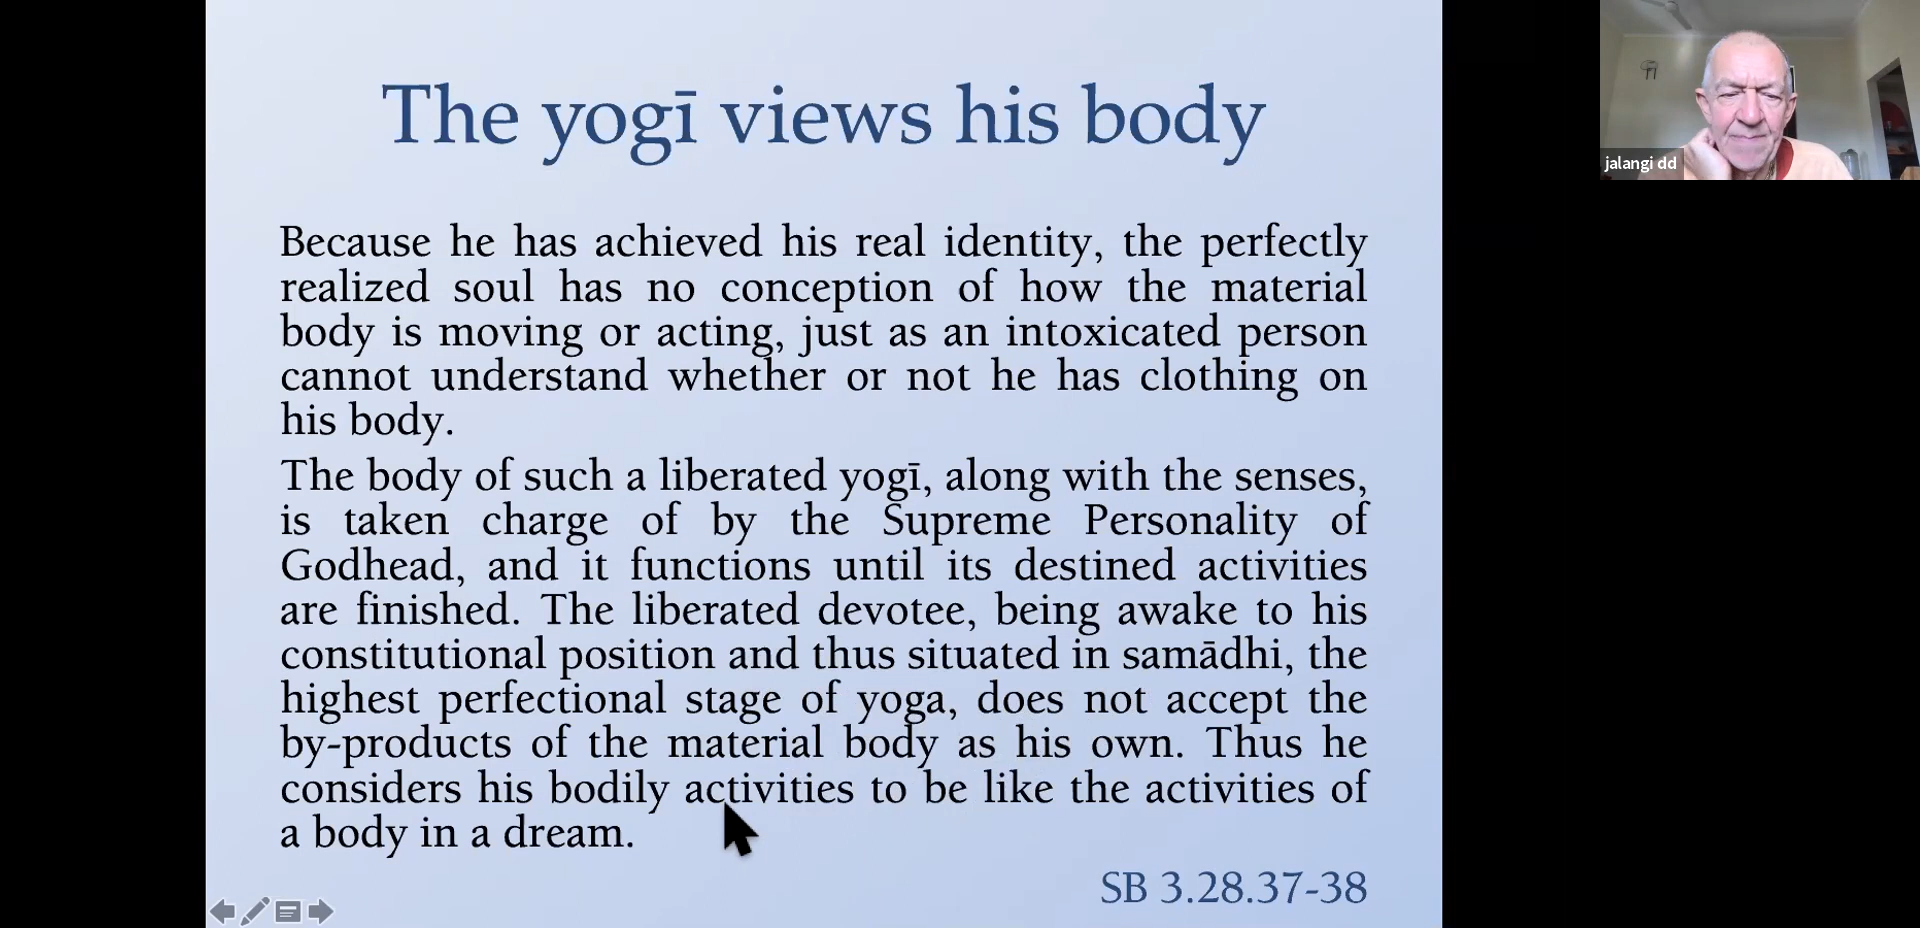 The yogī views his body
jalangi dd
Because he has achieved his real identity, the perfectly
realized soul has no conception of how the material
body is moving or acting, just as an intoxicated person
cannot understand whether or not he has clothing on
his body.
The body of such a liberated yogī, along with the senses,
is taken charge of by the Supreme Personality of
Godhead, and it functions until its destined activities
are finished. The liberated devotee, being awake to his
constitutional position and thus situated in samādhi, the
highest perfectional stage of yoga, does not accept the
by-products of the material body as his own. Thus he
considers his bodily activities to be like the activities of
a body in a dream.
SB 3.28.37-38